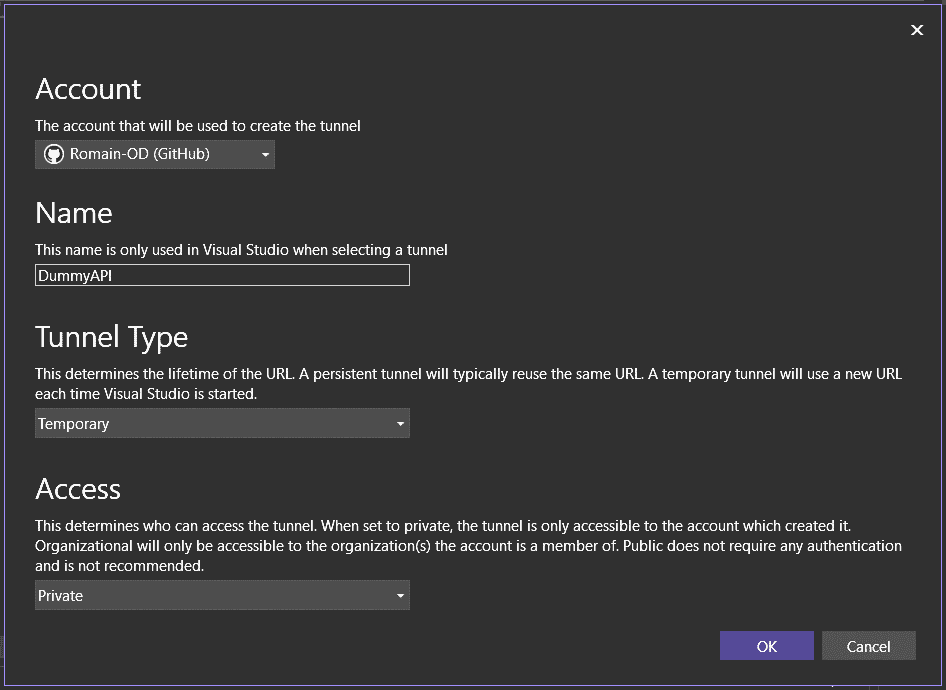 Account
The account that will be used to create the tunnel
Romain-OD (GitHub)
Name
This name is only used in Visual Studio when selecting a tunnel
DummyAPI
Tunnel Type
This determines the lifetime of the URL. A persistent tunnel will typically reuse the same URL. A temporary tunnel will use a new URL
each time Visual Studio is started.
Temporary
Access
This determines who can access the tunnel. When set to private, the tunnel is only accessible to the account which created it.
Organizational will only be accessible to the organization(s) the account is a member of. Public does not require any authentication
and is not recommended.
Private
OK
Cancel